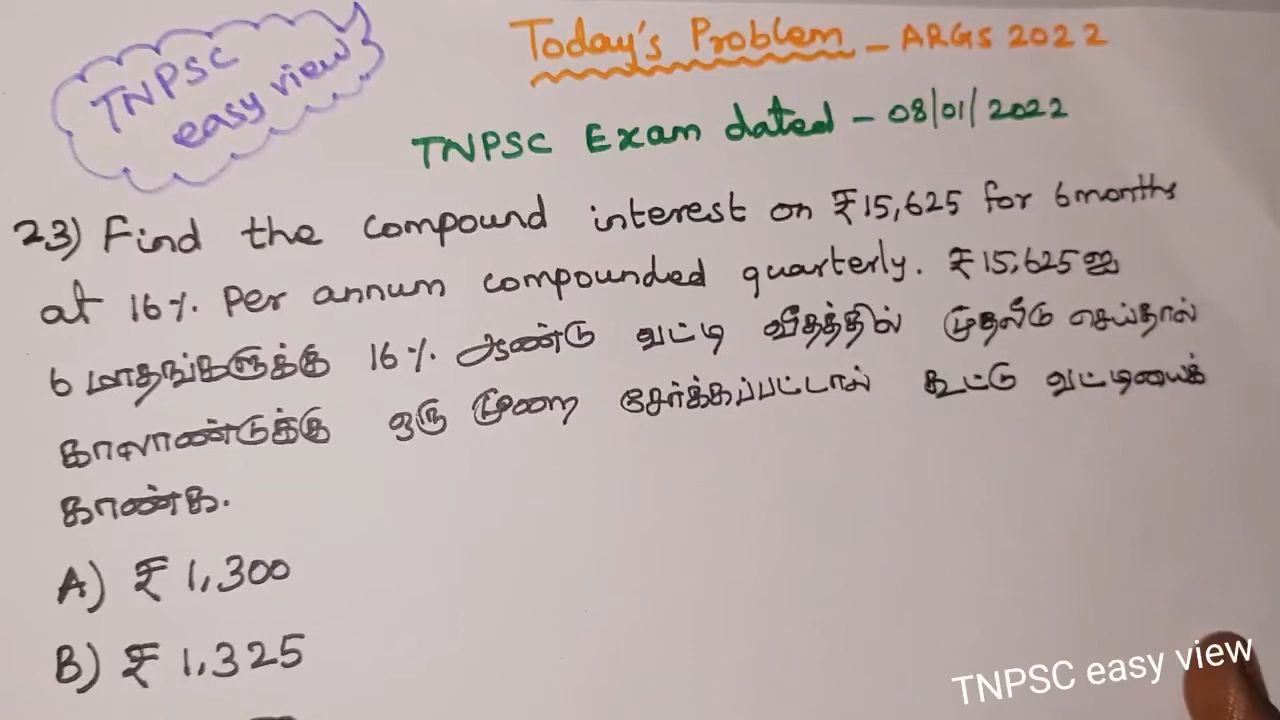 TNPSC
easy view
Today's Problem - ARGS 2022
TNPSC Exam dated - 08/01/2022
23) Find the compound interest on ₹15,625 for 6 months
at 16% per annum compounded quarterly. ₹15,625 ஐ
6 மாதங்களுக்கு 16% ஆண்டு வட்டி வீதத்தில் முதலீடு செய்தால்
காலாண்டுக்கு ஒரு முறை சேர்க்கப்பட்டால் கூட்டு வட்டியைக்
காண்க.
A) ₹ 1,300
B) ₹ 1,325
TNPSC easy view